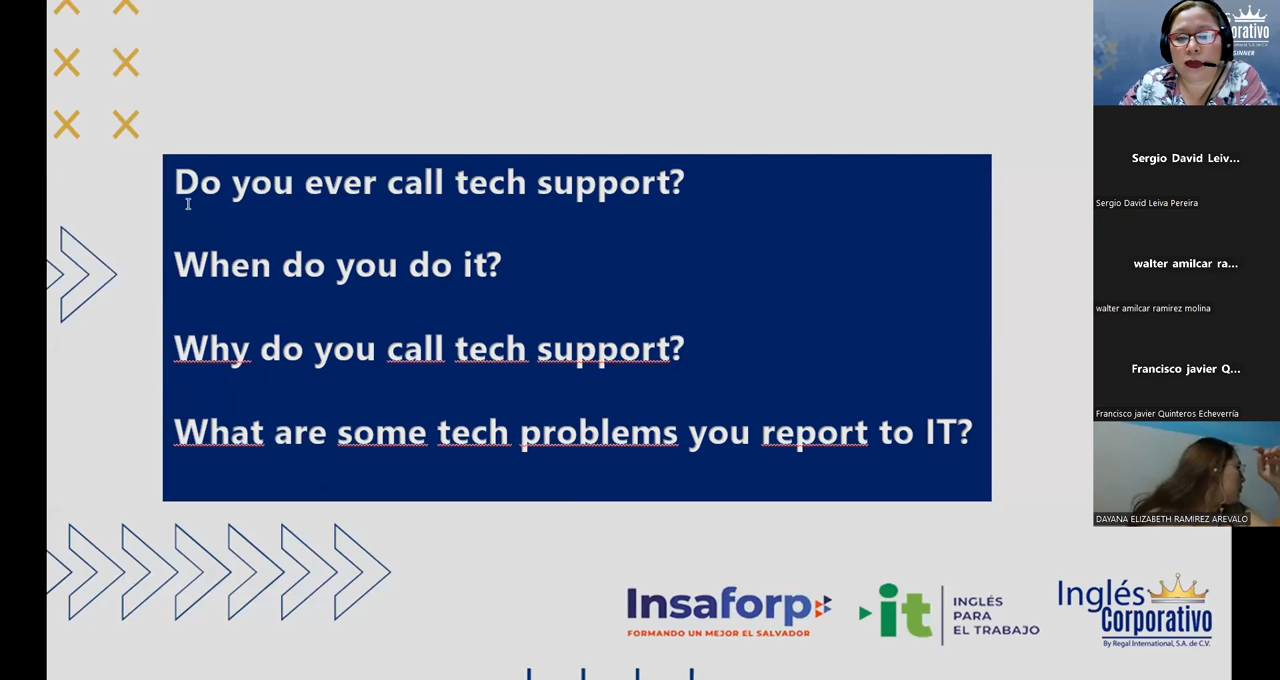 Do you ever call tech support?
When do you do it?
Why do you call tech support?
What are some tech problems you report to IT?
Insaforp
FORMANDO UN MEJOR EL SALVADOR
it
INGLÉS
PARA
EL TRABAJO
Inglés
Corporativo
By Regal International, S.A. de C.V.
Sergio David Leiv...
Sergio David Leiva Pereira
walter amilcar ra...
walter amilcar ramirez molina
Francisco javier Q...
Francisco javier Quinteros Echeverría
DAYANA ELIZABETH RAMIREZ AREVALO